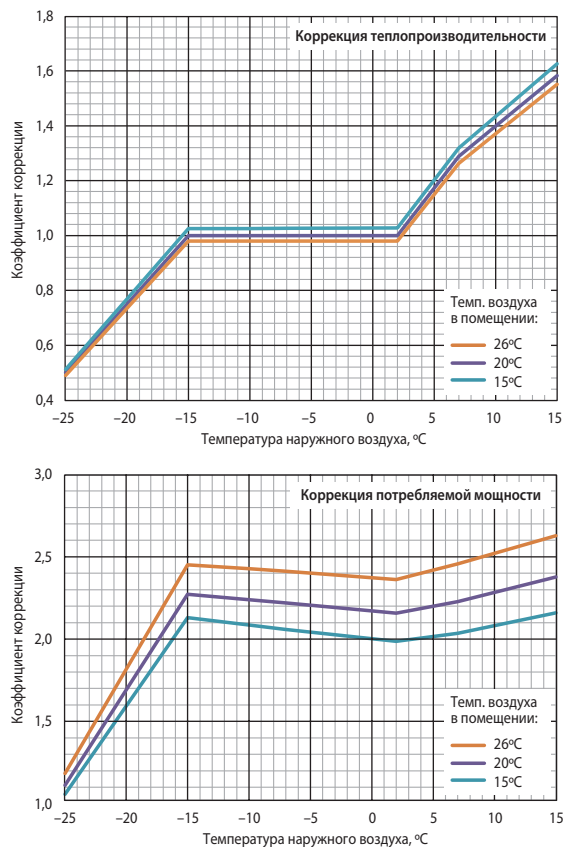 Коррекция теплопроизводительности
Коэффициент коррекции
1,8
1,6
1,4
1,2
1,0
0,8
0,6
0,4
Темп. воздуха
в помещении:
26ºC
20ºC
15ºC
–25 –20 –15 –10 –5 0 5 10 15
Температура наружного воздуха, ºC
Коррекция потребляемой мощности
Коэффициент коррекции
3,0
2,5
2,0
1,5
1,0
Темп. воздуха
в помещении:
26ºC
20ºC
15ºC
–25 –20 –15 –10 –5 0 5 10 15
Температура наружного воздуха, ºC